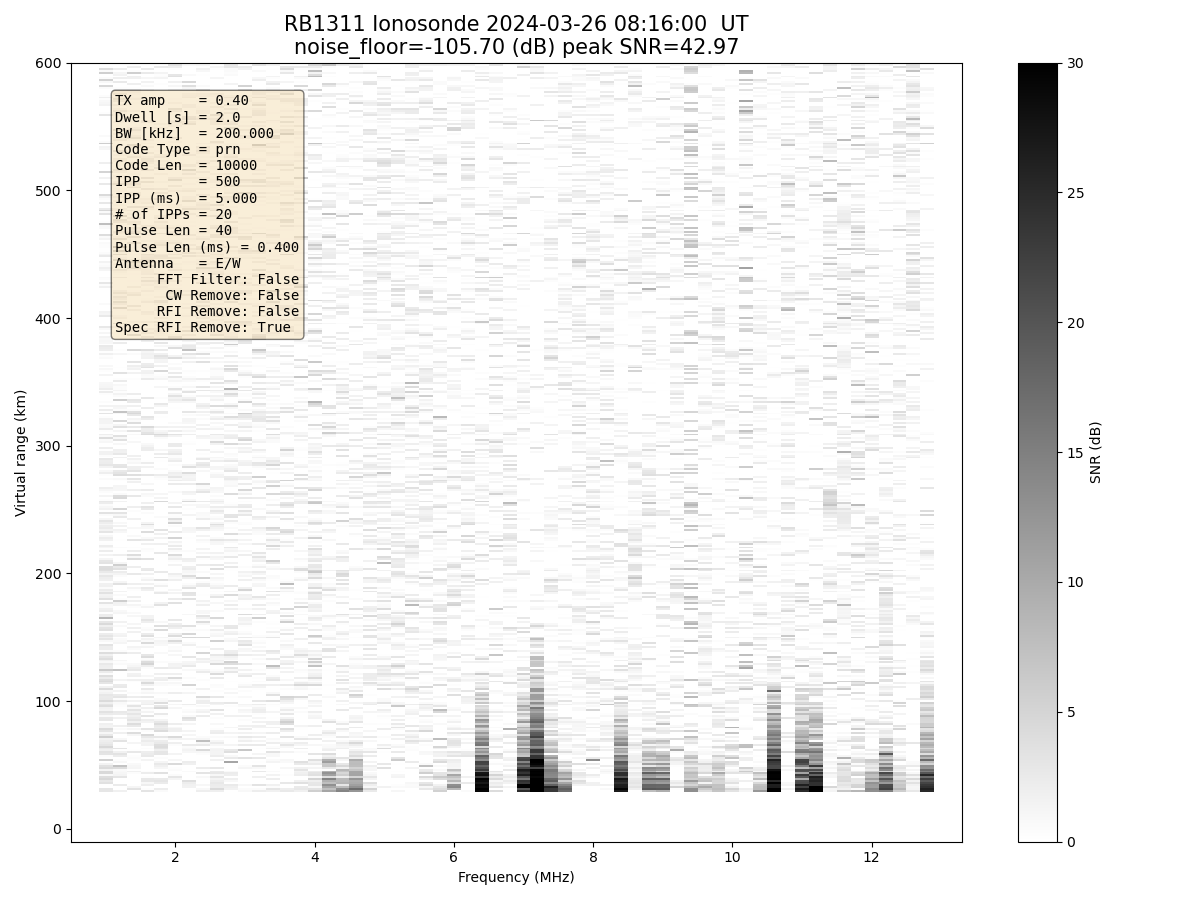 RB1311 Ionosonde 2024-03-26 08:16:00  UT
noise_floor=-105.70 (dB) peak SNR=42.97
TX amp    = 0.40
Dwell [s] = 2.0
BW [kHz]  = 200.000
Code Type = prn
Code Len  = 10000
IPP       = 500
IPP (ms)  = 5.000
# of IPPs = 20
Pulse Len = 40
Pulse Len (ms) = 0.400
Antenna   = E/W
FFT Filter: False
CW Remove: False
RFI Remove: False
Spec RFI Remove: True
600
500
400
300
200
100
0
Virtual range (km)
2
4
6
8
10
12
Frequency (MHz)
30
25
20
15
10
5
0
SNR (dB)